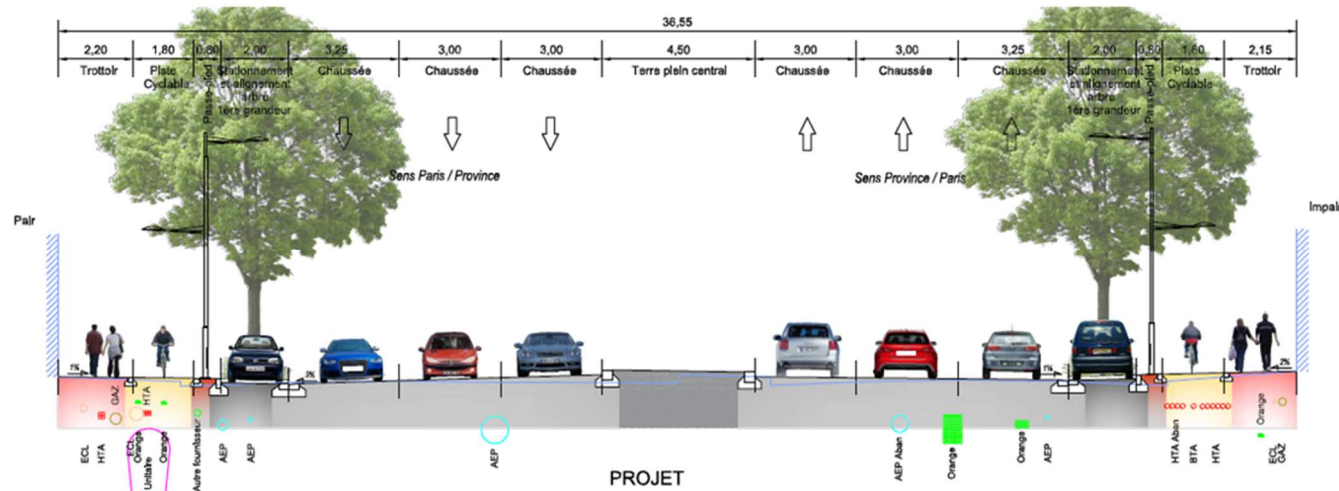 36,55
2,20
1,80
0,80
2,00
3,25
3,00
3,00
4,50
3,00
3,00
3,25
2,00
0,80
1,80
2,15
Trottoir
Piste
Cyclable
Passe-pied
Stationnement
et alignement
arbre
1ère grandeur
Chaussée
Chaussée
Chaussée
Terre plein central
Chaussée
Chaussée
Chaussée
Stationnement
et alignement
arbre
1ère grandeur
Passe-pied
Piste
Cyclable
Trottoir
Sens Paris / Province
Sens Province / Paris
Pair
Impair
1%
2%
1%
2%
GAZ
HTA
ECL
HTA
ECL
Orange
Unitaire
Orange
Autre fournisseur
AEP
AEP
AEP
AEP Aban
Orange
Orange
AEP
HTA Aban
BTA
HTA
Orange
ECL
GAZ
PROJET